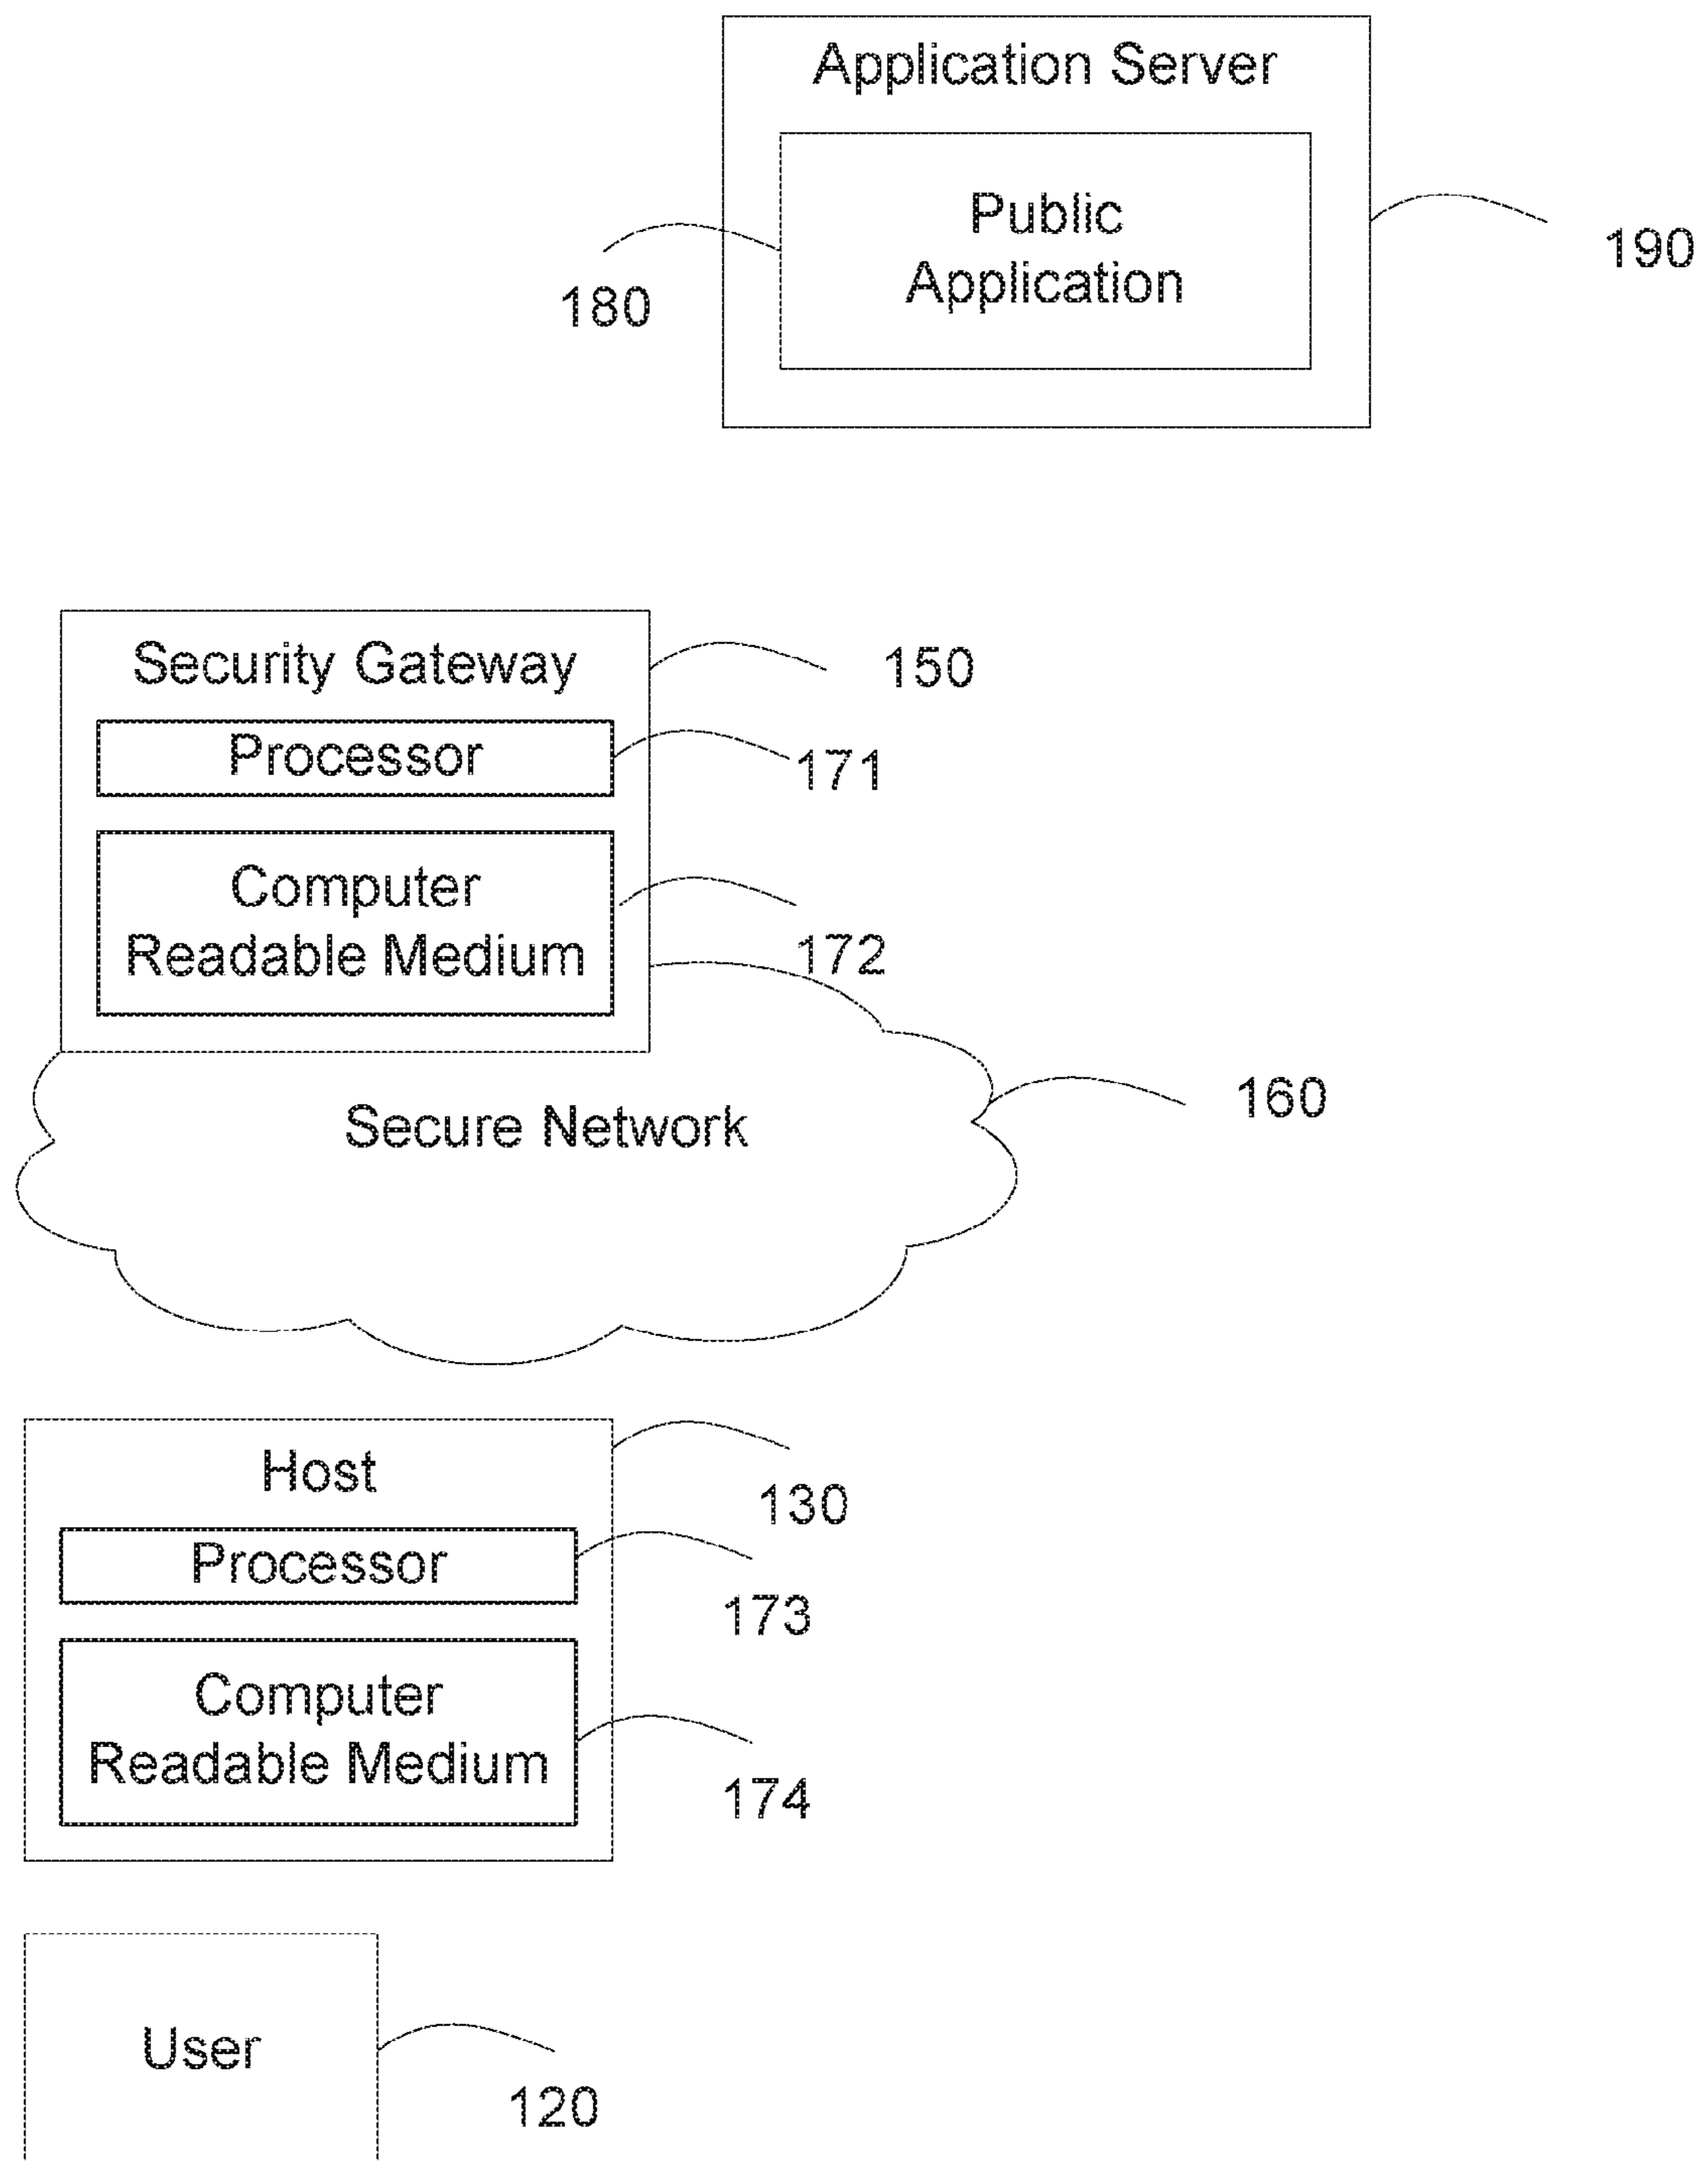 Application Server
Public
Application
190
180
Security Gateway
150
Processor
171
Computer
Readable Medium
172
Secure Network
160
Host
130
Processor
173
Computer
Readable Medium
174
User
120